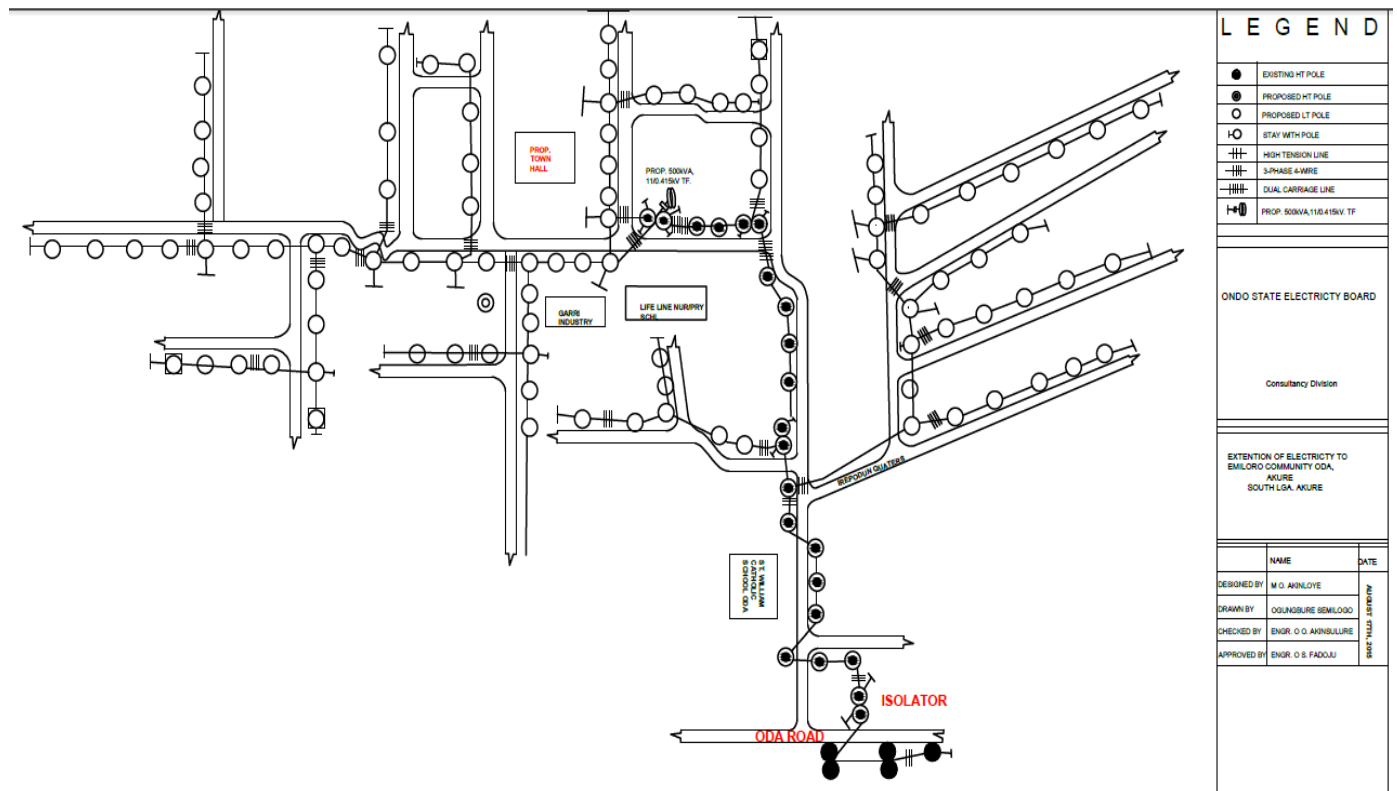 PROP.
TOWN
HALL
PROP. 500kVA,
11/0.415kV TF.
GARRI
INDUSTRY
LIFE LINE NUR/PRY
SCHL
IREPODUN QUATERS
ST. WILLIAM
CATHOLIC
SCHOOL ODA
ISOLATOR
ODA ROAD
LEGEND
EXISTING HT POLE
PROPOSED HT POLE
PROPOSED LT POLE
STAY WITH POLE
HIGH TENSION LINE
3-PHASE 4-WIRE
DUAL CARRIAGE LINE
PROP. 500kVA,11/0.415kV. TF
ONDO STATE ELECTRICTY BOARD
Consultancy Division
EXTENTION OF ELECTRICTY TO
EMILORO COMMUNITY ODA,
AKURE
SOUTH LGA. AKURE
NAME DATE
DESIGNED BY M O. AKINLOYE
DRAWN BY OGUNGBURE SEMILOGO
CHECKED BY ENGR. O O. AKINSULURE
APPROVED BY ENGR. O S. FADOJU
AUGUST 17TH, 2015